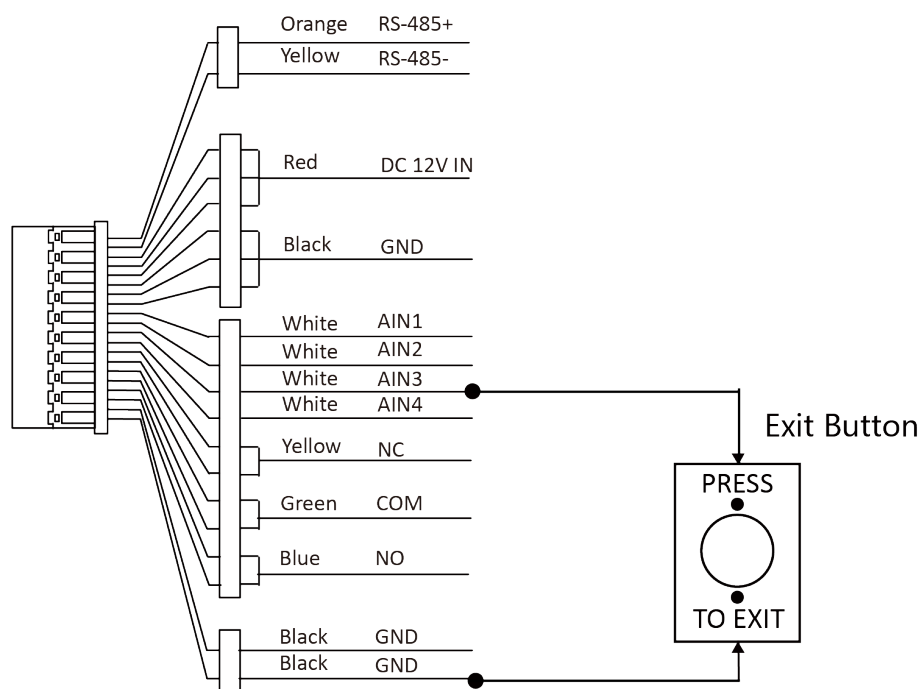 Orange RS-485+
Yellow RS-485-
Red DC 12V IN
Black GND
White AIN1
White AIN2
White AIN3
White AIN4
Yellow NC
Green COM
Blue NO
Black GND
Black GND
Exit Button
PRESS
TO EXIT